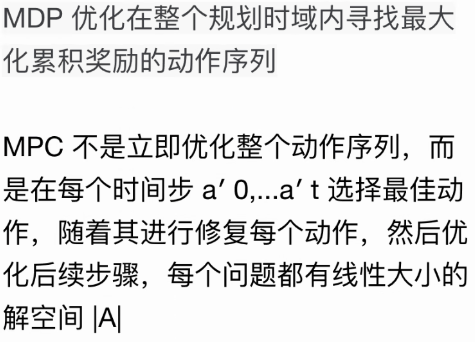 MDP 优化在整个规划时域内寻找最大
化累积奖励的动作序列
MPC 不是立即优化整个动作序列，而
是在每个时间步 a′ 0,...a′ t 选择最佳动
作，随着其进行修复每个动作，然后优
化后续步骤，每个问题都有线性大小的
解空间 |A|